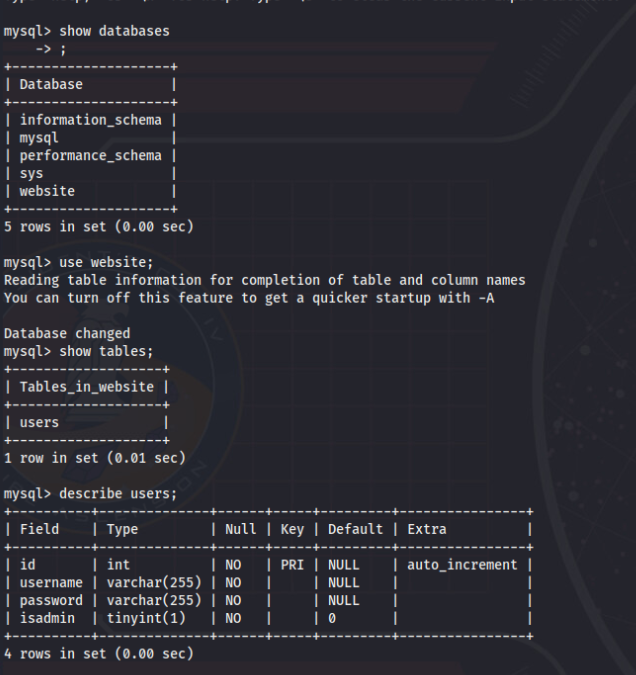 mysql> show databases
    -> ;
+--------------------+
| Database           |
+--------------------+
| information_schema |
| mysql              |
| performance_schema |
| sys                |
| website            |
+--------------------+
5 rows in set (0.00 sec)

mysql> use website;
Reading table information for completion of table and column names
You can turn off this feature to get a quicker startup with -A

Database changed
mysql> show tables;
+-------------------+
| Tables_in_website |
+-------------------+
| users             |
+-------------------+
1 row in set (0.01 sec)

mysql> describe users;
+----------+--------------+------+-----+---------+----------------+
| Field    | Type         | Null | Key | Default | Extra          |
+----------+--------------+------+-----+---------+----------------+
| id       | int          | NO   | PRI | NULL    | auto_increment |
| username | varchar(255) | NO   |     | NULL    |                |
| password | varchar(255) | NO   |     | NULL    |                |
| isadmin  | tinyint(1)   | NO   |     | 0       |                |
+----------+--------------+------+-----+---------+----------------+
4 rows in set (0.00 sec)